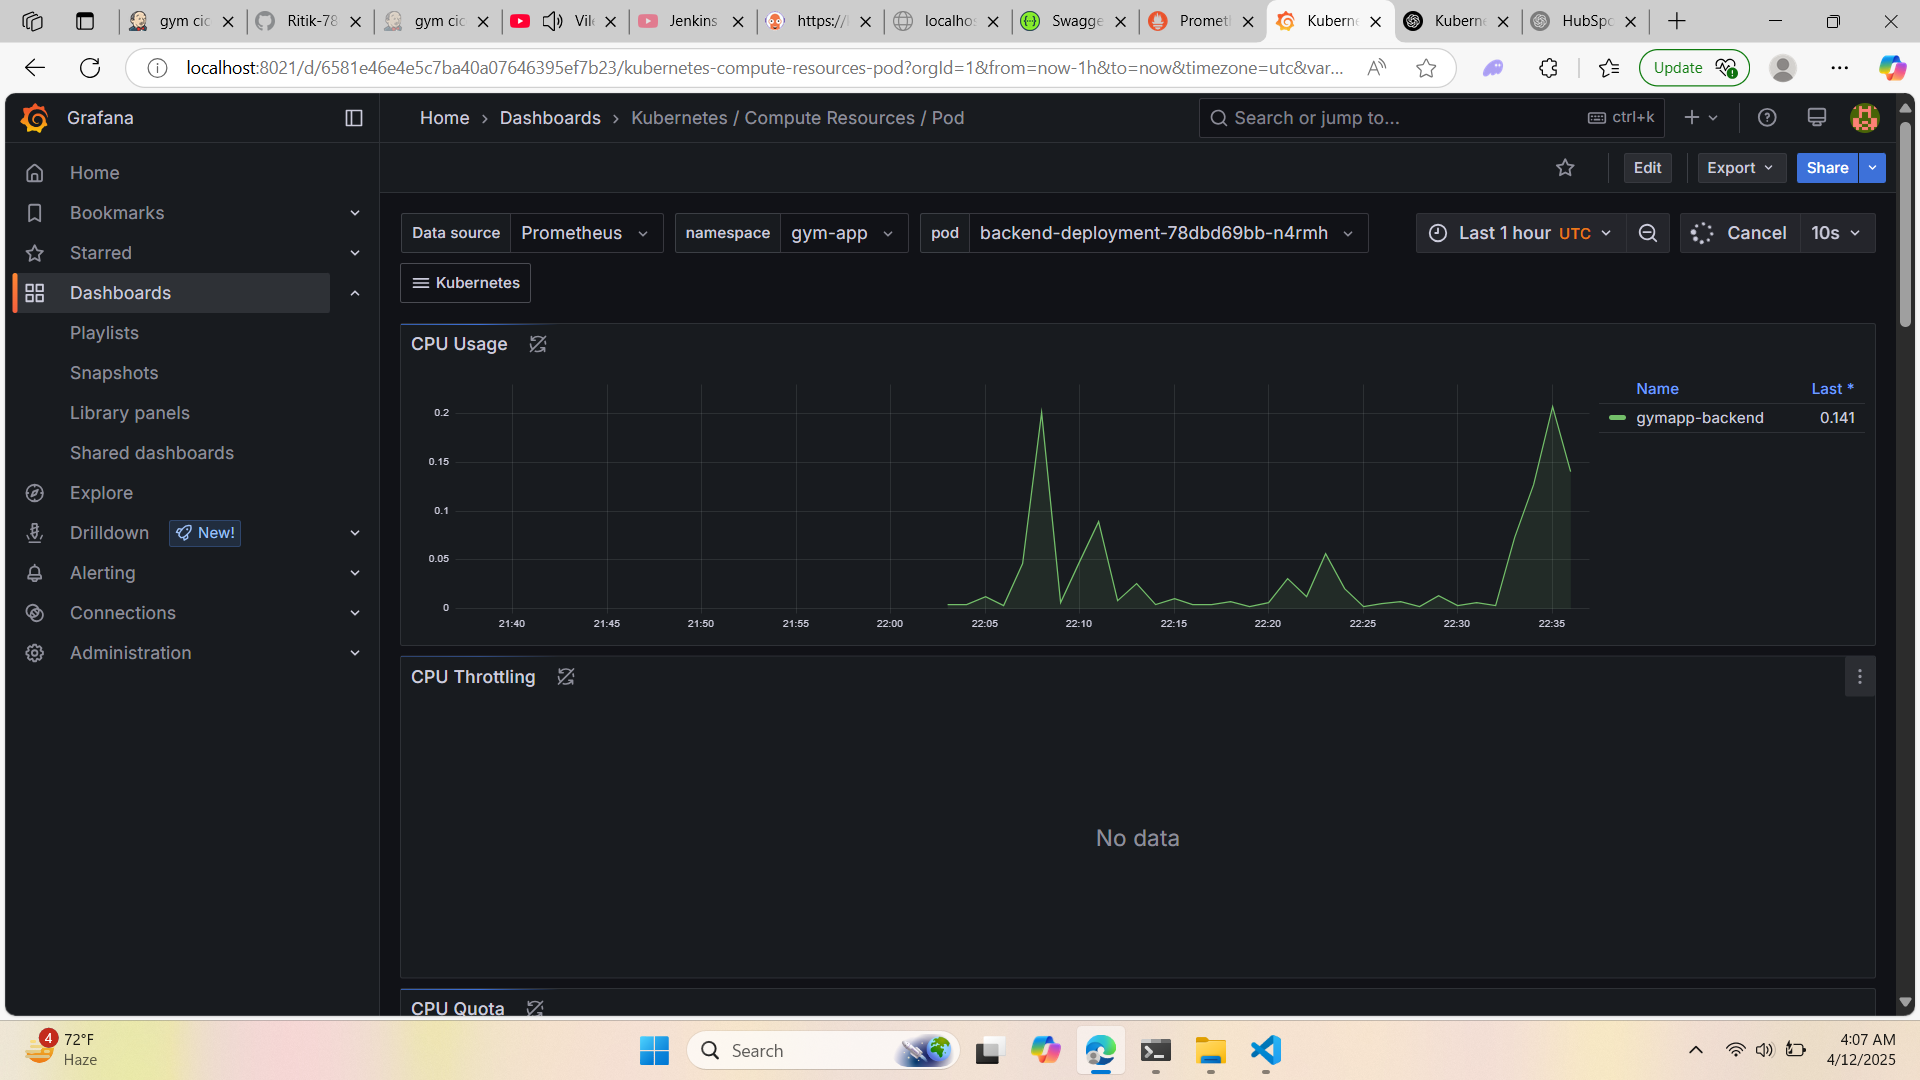 gym cic
Ritik-78
gym cic
Vile
Jenkins
https://l
localhos
Swagge
Promet
Kuberne
Kuberne
HubSpo
localhost:8021/d/6581e46e4e5c7ba40a07646395ef7b23/kubernetes-compute-resources-pod?orgId=1&from=now-1h&to=now&timezone=utc&var...
Update
Grafana
Home › Dashboards › Kubernetes / Compute Resources / Pod
Search or jump to...
ctrl+k
Edit
Export
Share
Home
Bookmarks
Starred
Dashboards
Playlists
Snapshots
Library panels
Shared dashboards
Explore
Drilldown New!
Alerting
Connections
Administration
Data source Prometheus
namespace gym-app
pod backend-deployment-78dbd69bb-n4rmh
Last 1 hour UTC
Cancel 10s
Kubernetes
CPU Usage
0.2
0.15
0.1
0.05
0
21:40 21:45 21:50 21:55 22:00 22:05 22:10 22:15 22:20 22:25 22:30 22:35
Name Last *
gymapp-backend 0.141
CPU Throttling
No data
CPU Quota
4
72°F
Haze
Search
4:07 AM
4/12/2025